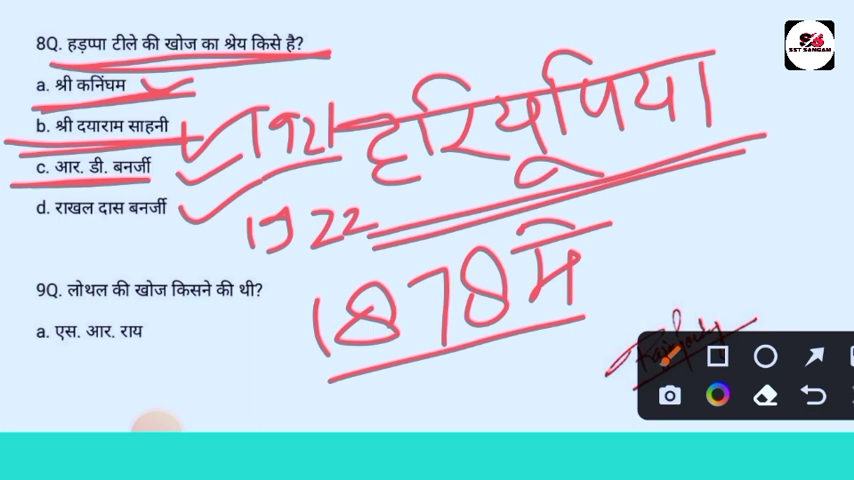 8Q. हड़प्पा टीले की खोज का श्रेय किसे है?
a. श्री कनिंघम
b. श्री दयाराम साहनी
1921 हरियूपिया
c. आर. डी. बनर्जी
d. राखल दास बनर्जी
1922
1878 में
9Q. लोथल की खोज किसने की थी?
a. एस. आर. राय
SST SANGAM